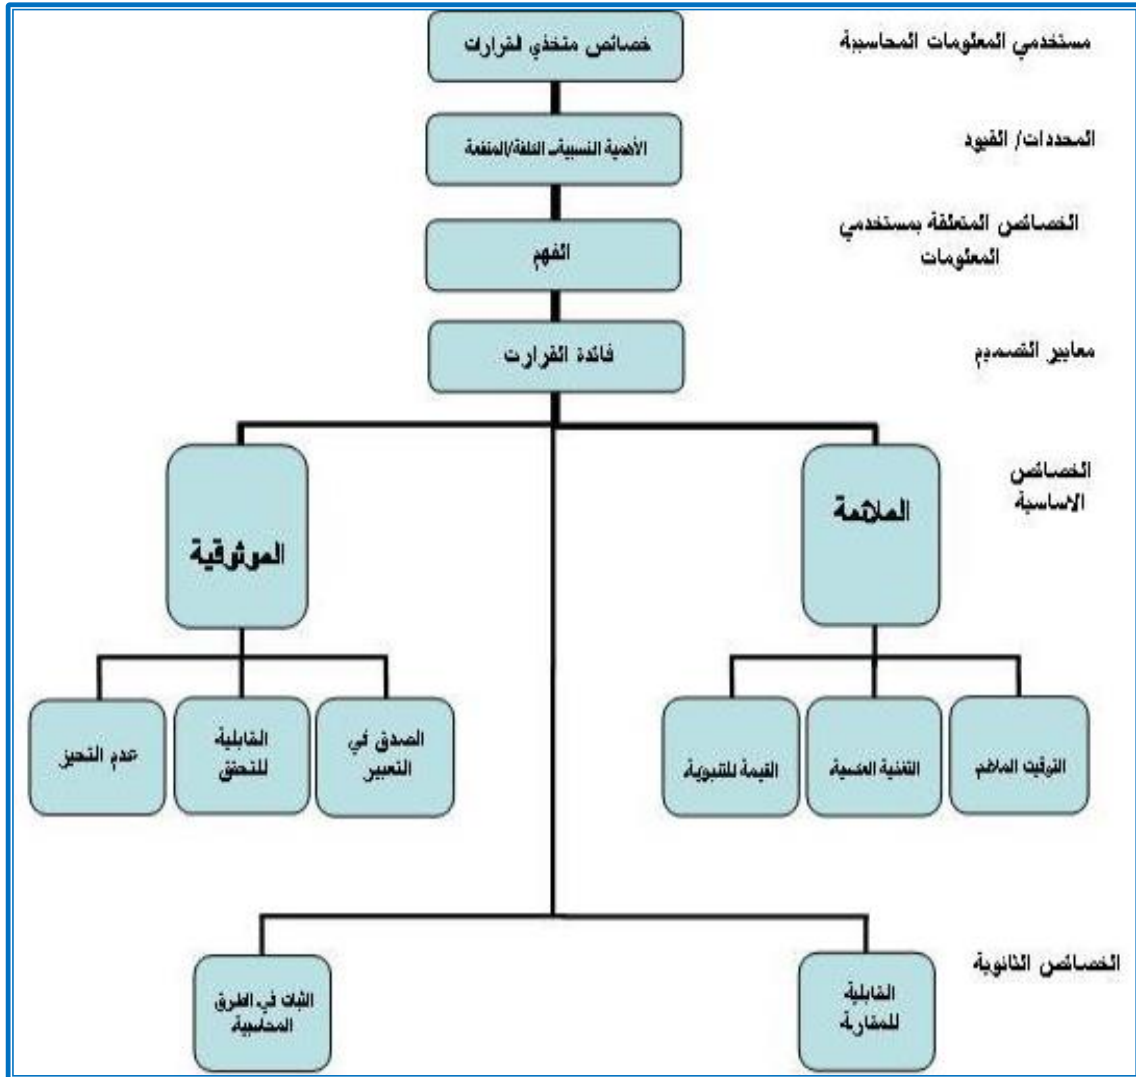 مستخدمي المعلومات المحاسبية
خصائص متخذي القرارات
المحددات/ القيود
الأهمية النسبية_ التكلفة/المنفعة
الخصائص المتعلقة بمستخدمي
المعلومات
الفهم
معايير التصميم
فائدة القرارت
الخصائص
الاساسية
الملائمة
الموثوقية
التوقيت الملائم
التغذية العكسية
القيمة للتنبوية
الصدق في
التعبير
القابلية
للتحقق
عدم التحيز
الخصائص الثانوية
القابلية
للمقارنة
الثبات في الطرق
المحاسبية